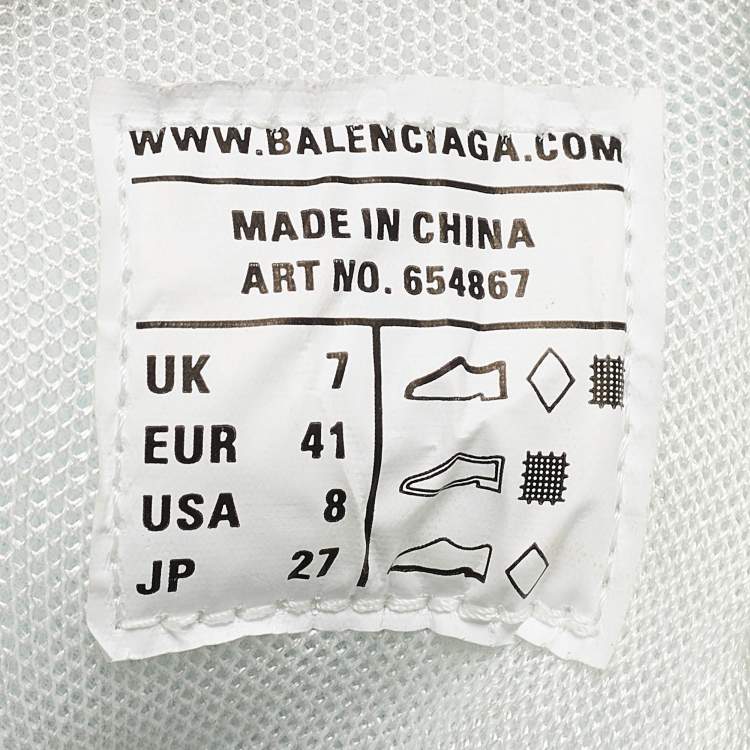 WWW.BALENCIAGA.COM
MADE IN CHINA
ART NO. 654867
UK 7
EUR 41
USA 8
JP 27